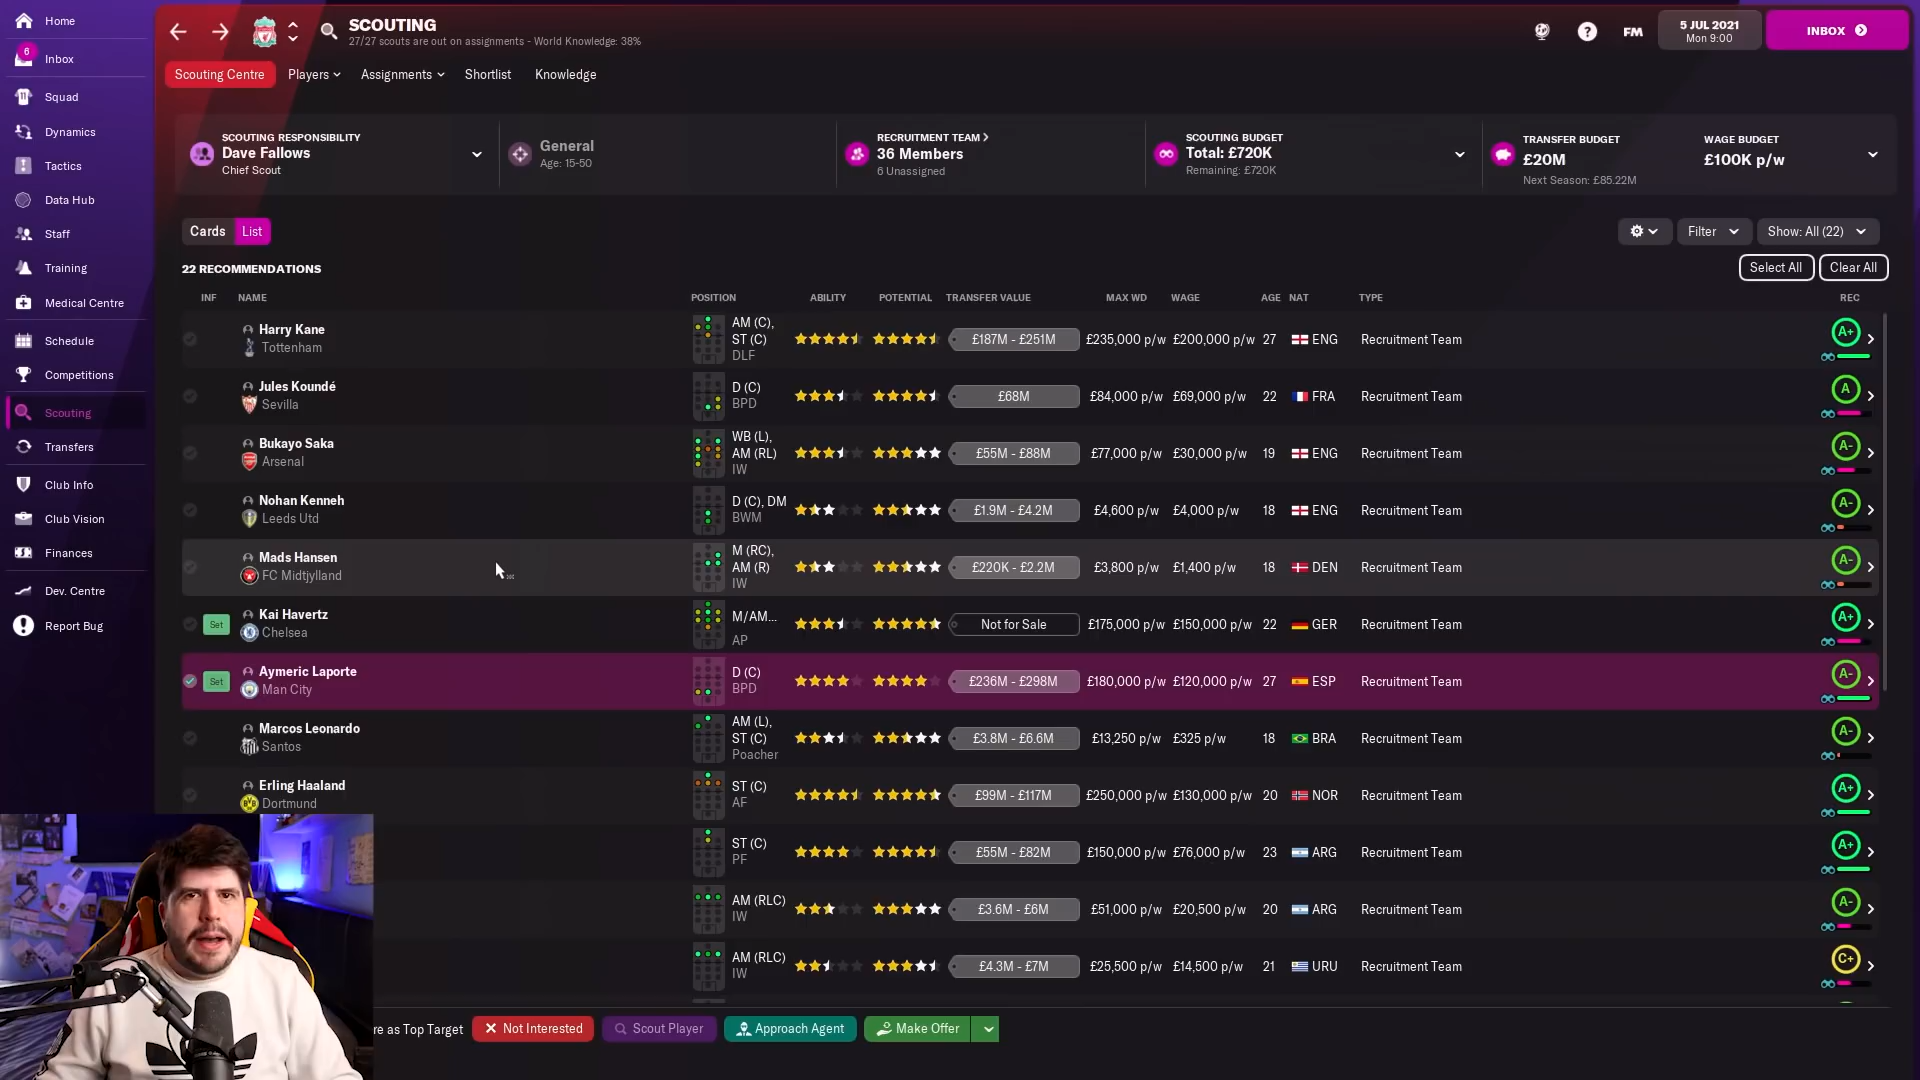 Home
6
Inbox
Squad
Dynamics
Tactics
Data Hub
Staff
Training
Medical Centre
Schedule
Competitions
Scouting
Transfers
Club Info
Club Vision
Finances
Dev. Centre
Report Bug
SCOUTING
27/27 scouts are out on assignments - World Knowledge: 38%
FM
5 JUL 2021
Mon 9:00
INBOX
Scouting Centre Players Assignments Shortlist Knowledge
SCOUTING RESPONSIBILITY
Dave Fallows
Chief Scout
General
Age: 15-50
RECRUITMENT TEAM
36 Members
6 Unassigned
SCOUTING BUDGET
Total: £720K
Remaining: £720K
TRANSFER BUDGET
£20M
Next Season: £85.22M
WAGE BUDGET
£100K p/w
Cards List
Filter Show: All (22)
22 RECOMMENDATIONS
Select All Clear All
INF NAME POSITION ABILITY POTENTIAL TRANSFER VALUE MAX WD WAGE AGE NAT TYPE REC
Harry Kane
Tottenham
AM (C),
ST (C)
DLF
£187M - £251M £235,000 p/w £200,000 p/w 27 ENG Recruitment Team A+
Jules Koundé
Sevilla
D (C)
BPD
£68M £84,000 p/w £69,000 p/w 22 FRA Recruitment Team A
Bukayo Saka
Arsenal
WB (L),
AM (RL)
IW
£55M - £88M £77,000 p/w £30,000 p/w 19 ENG Recruitment Team A-
Nohan Kenneh
Leeds Utd
D (C), DM
BWM
£1.9M - £4.2M £4,600 p/w £4,000 p/w 18 ENG Recruitment Team A-
Mads Hansen
FC Midtjylland
M (RC),
AM (R)
IW
£220K - £2.2M £3,800 p/w £1,400 p/w 18 DEN Recruitment Team A-
Set
Kai Havertz
Chelsea
M/AM...
AP
Not for Sale £175,000 p/w £150,000 p/w 22 GER Recruitment Team A+
Set
Aymeric Laporte
Man City
D (C)
BPD
£236M - £298M £180,000 p/w £120,000 p/w 27 ESP Recruitment Team A-
Marcos Leonardo
Santos
AM (L),
ST (C)
Poacher
£3.8M - £6.6M £13,250 p/w £325 p/w 18 BRA Recruitment Team A-
Erling Haaland
Dortmund
ST (C)
AF
£99M - £117M £250,000 p/w £130,000 p/w 20 NOR Recruitment Team A+
ST (C)
PF
£55M - £82M £150,000 p/w £76,000 p/w 23 ARG Recruitment Team A+
AM (RLC)
IW
£3.6M - £6M £51,000 p/w £20,500 p/w 20 ARG Recruitment Team A-
AM (RLC)
IW
£4.3M - £7M £25,500 p/w £14,500 p/w 21 URU Recruitment Team C+
re as Top Target Not Interested Scout Player Approach Agent Make Offer